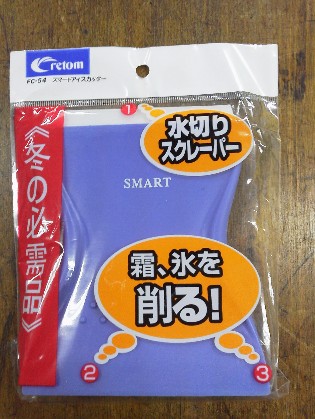 Cretom
FC-54 スマートアイスカッター
1
水切り
スクレーパー
《冬の必需品》
SMART
霜、氷を
削る!
2
3